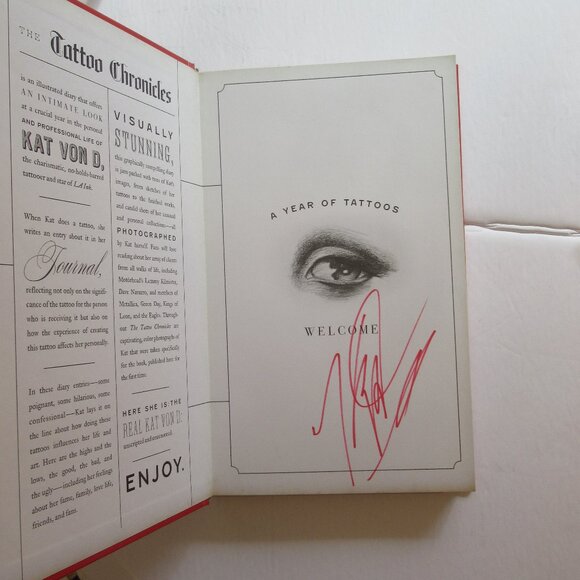 THE Tattoo Chronicles
is an illustrated diary that offers
AN INTIMATE LOOK
at a crucial year in the personal
AND PROFESSIONAL LIFE OF
KAT VON D,
the charismatic, no-holds-barred
tattooer and star of LA Ink.
When Kat does a tattoo, she
writes an entry about it in her
Journal,
reflecting not only on the signifi-
cance of the tattoo for the person
who is receiving it but also on
how the experience of creating
this tattoo affects her personally.
In these diary entries—some
poignant, some hilarious, some
confessional—Kat lays it on
the line about how doing these
tattoos influences her life and
art. Here are the highs and the
lows, the good, the bad, and
the ugly—including her feelings
about her fame, family, love life,
friends, and fans.
VISUALLY
STUNNING,
this graphically compelling diary
is jam-packed with tons of Kat's
images, from sketches of her
tattoos to the finished works,
and candid shots of her unusual
and personal collections—all
PHOTOGRAPHED
by Kat herself. Fans will love
reading about her array of clients
from all walks of life, including
Motörhead's Lemmy Kilmister,
Dave Navarro, and members of
Metallica, Green Day, Kings of
Leon, and the Eagles. Through-
out The Tattoo Chronicles are
captivating, color photographs of
Kat that were taken specifically
for the book, published here for
the first time.
HERE SHE IS: THE
REAL KAT VON D:
unscripted and uncensored.
ENJOY.
A YEAR OF TATTOOS
WELCOME